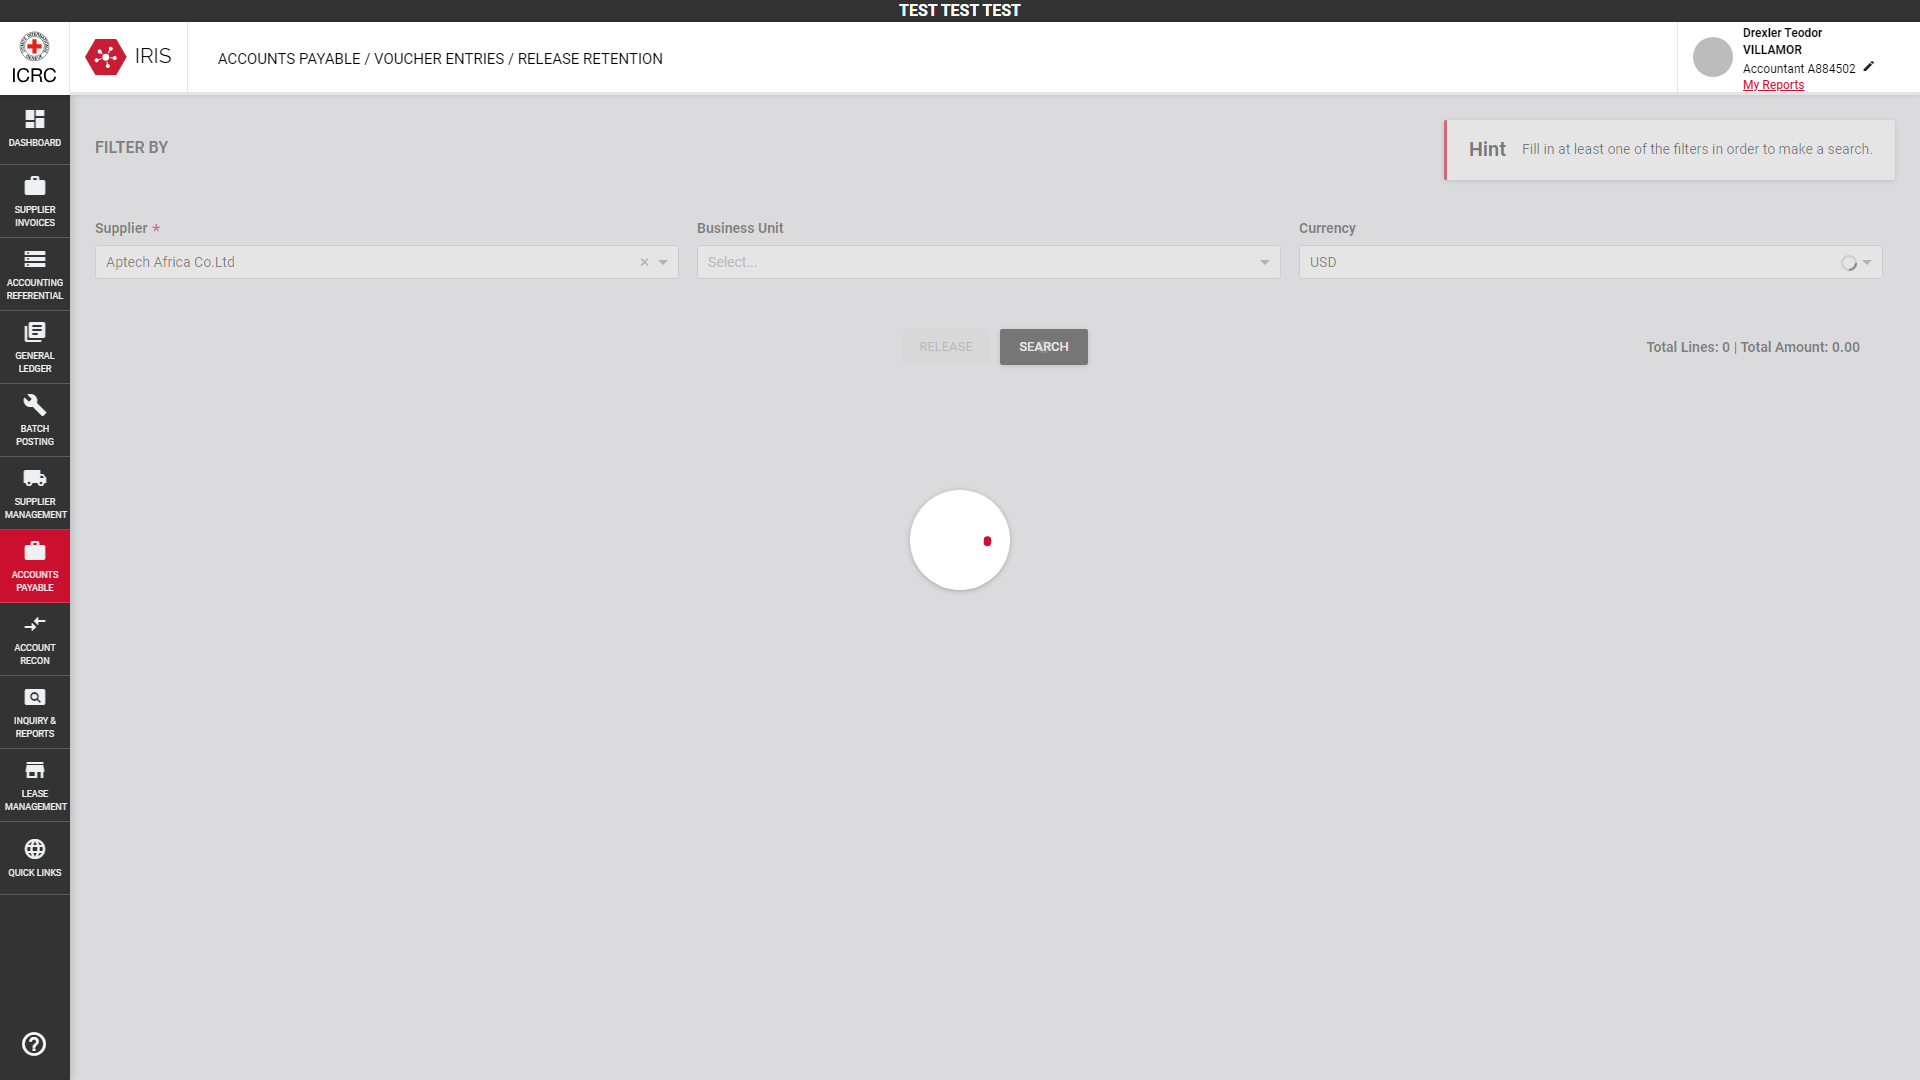 TEST TEST TEST
ICRC
IRIS
ACCOUNTS PAYABLE / VOUCHER ENTRIES / RELEASE RETENTION
Drexler Teodor
VILLAMOR
Accountant A884502
My Reports
DASHBOARD
SUPPLIER
INVOICES
ACCOUNTING
REFERENTIAL
GENERAL
LEDGER
BATCH
POSTING
SUPPLIER
MANAGEMENT
ACCOUNTS
PAYABLE
ACCOUNT
RECON
INQUIRY &
REPORTS
LEASE
MANAGEMENT
QUICK LINKS
FILTER BY
Hint Fill in at least one of the filters in order to make a search.
Supplier *
Business Unit
Currency
Aptech Africa Co.Ltd
Select...
USD
RELEASE
SEARCH
Total Lines: 0 | Total Amount: 0.00